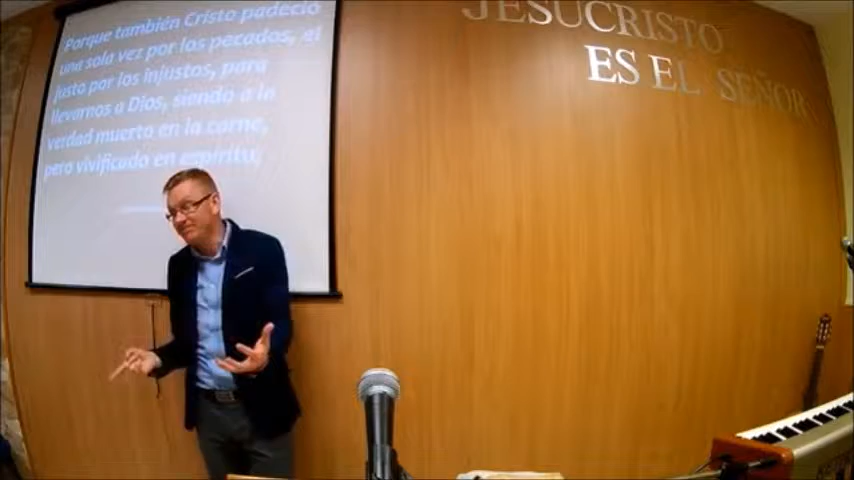 Porque también Cristo padeció
una sola vez por los pecados, el
justo por los injustos, para
llevarnos a Dios, siendo a la
verdad muerto en la carne,
pero vivificado en espíritu
JESUCRISTO
ES EL SEÑOR